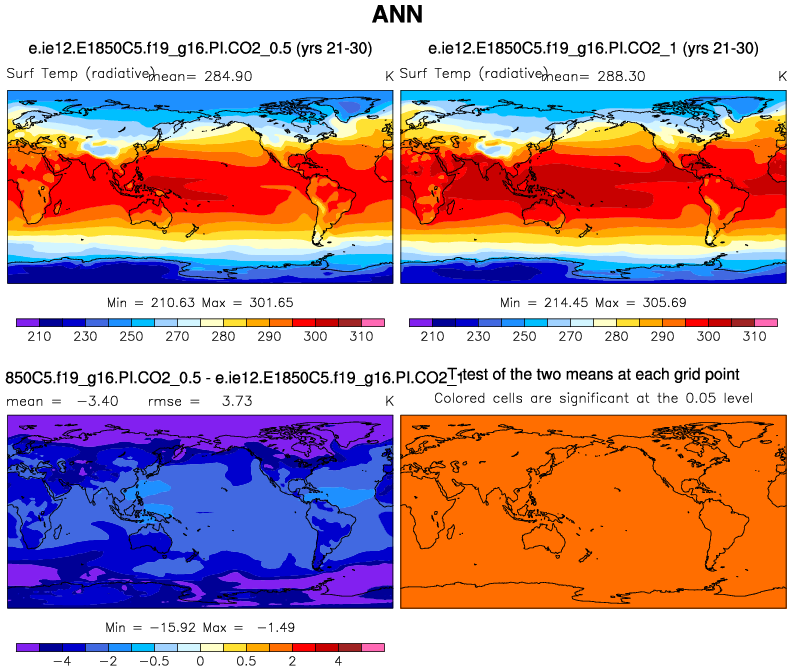 ANN
e.ie12.E1850C5.f19_g16.PI.CO2_0.5 (yrs 21-30)
e.ie12.E1850C5.f19_g16.PI.CO2_1 (yrs 21-30)
Surf Temp (radiative) mean= 284.90 K
Surf Temp (radiative) mean= 288.30 K
Min = 210.63 Max = 301.65
Min = 214.45 Max = 305.69
210 230 250 270 280 290 300 310
210 230 250 270 280 290 300 310
850C5.f19_g16.PI.CO2_0.5 - e.ie12.E1850C5.f19_g16.PI.CO2_1
T-test of the two means at each grid point
mean = -3.40 rmse = 3.73 K
Colored cells are significant at the 0.05 level
Min = -15.92 Max = -1.49
-4 -2 -0.5 0 0.5 2 4